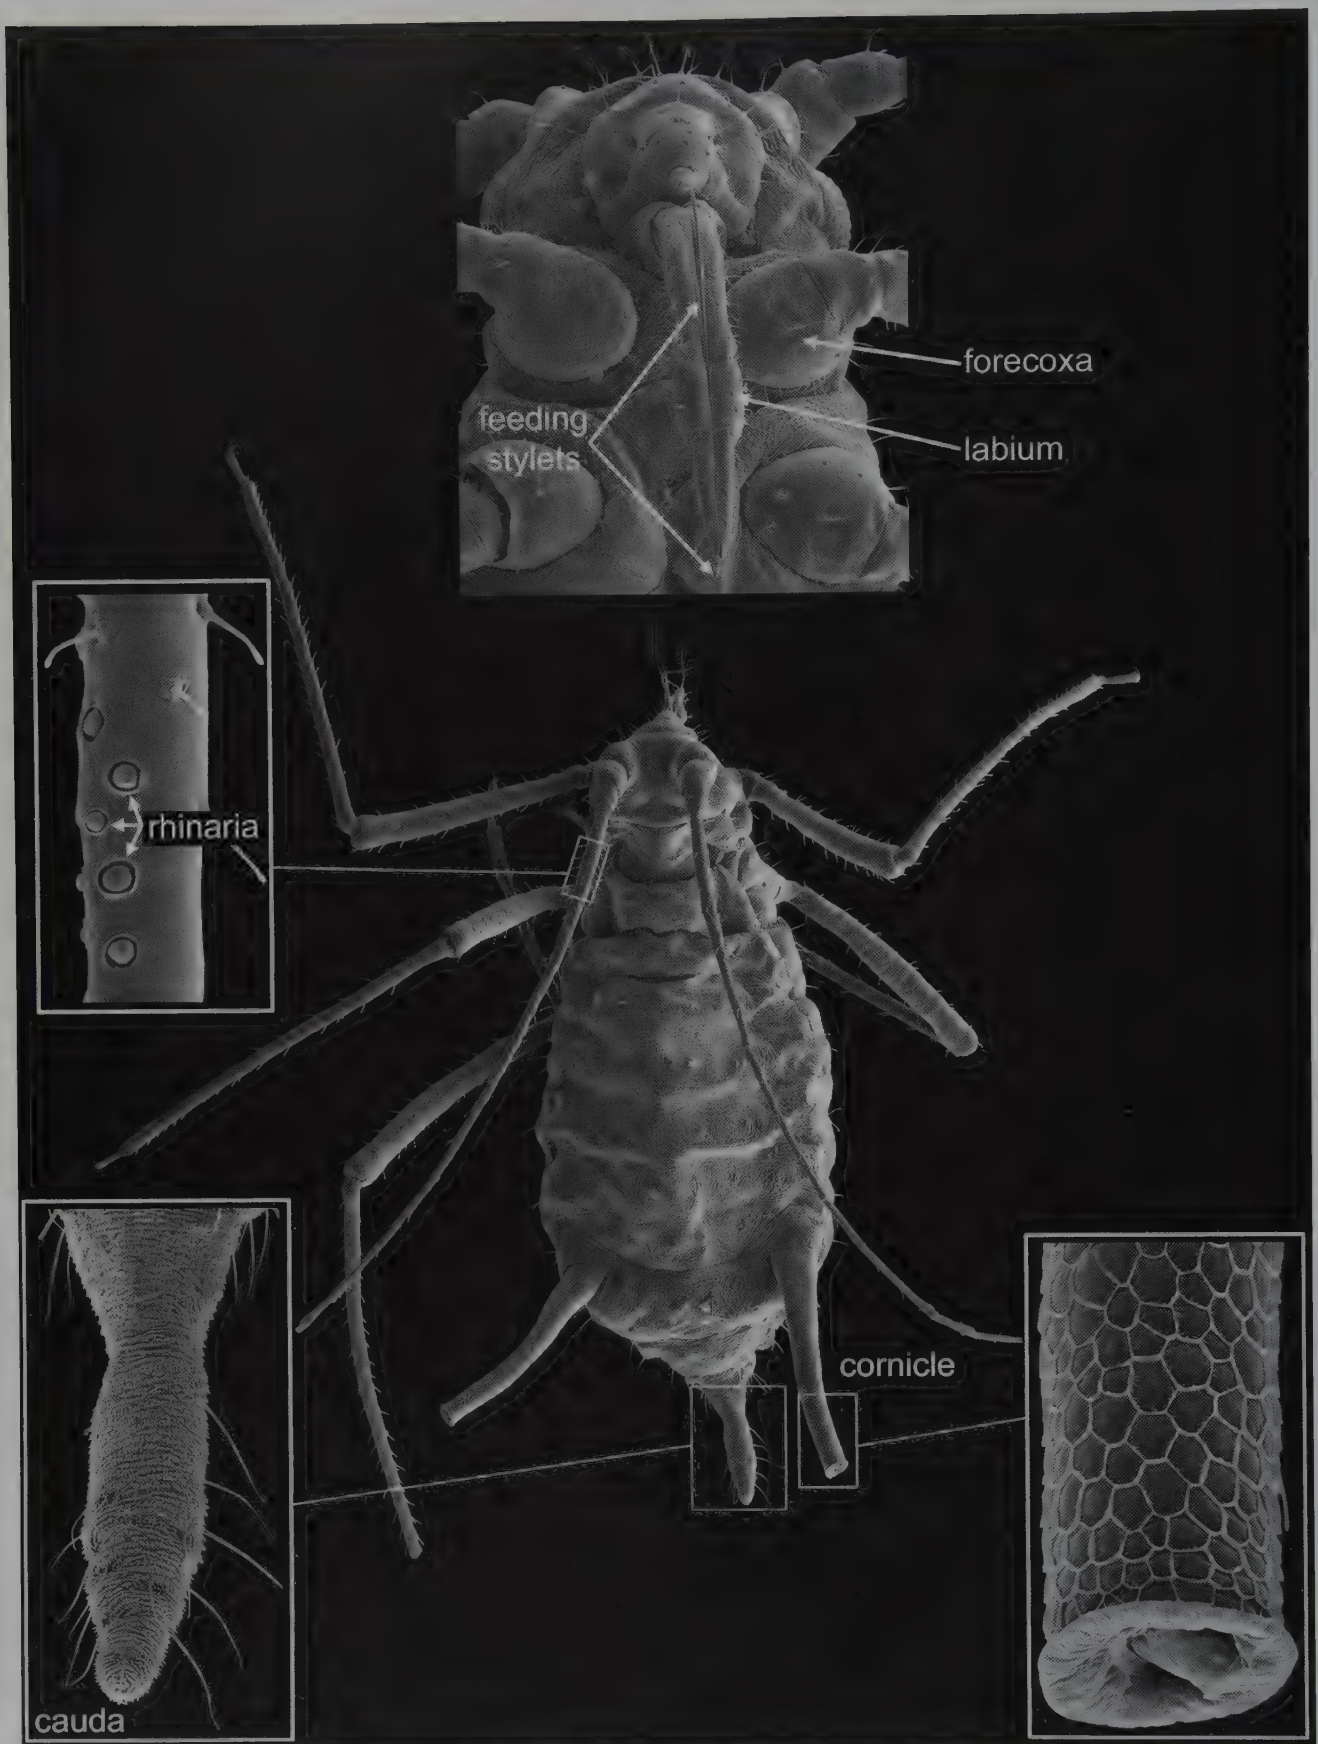 forecoxa
feeding
stylets
labium
rhinaria
cornicle
cauda